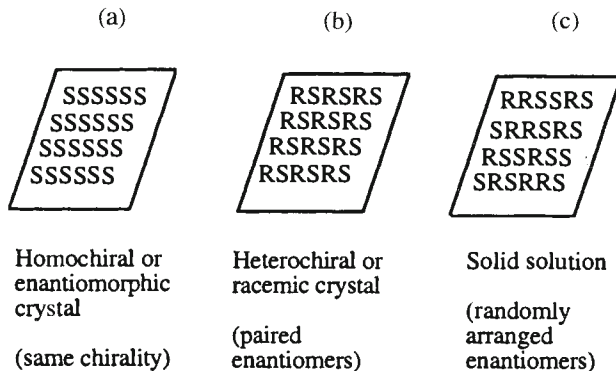 (a)
SSSSSS
SSSSSS
SSSSSS
SSSSSS
Homochiral or
enantiomorphic
crystal
(same chirality)
(b)
RSRSRS
RSRSRS
RSRSRS
RSRSRS
Heterochiral or
racemic crystal
(paired
enantiomers)
(c)
RRSSRS
SRRSRS
RSSRSS
SRSRRS
Solid solution
(randomly
arranged
enantiomers)